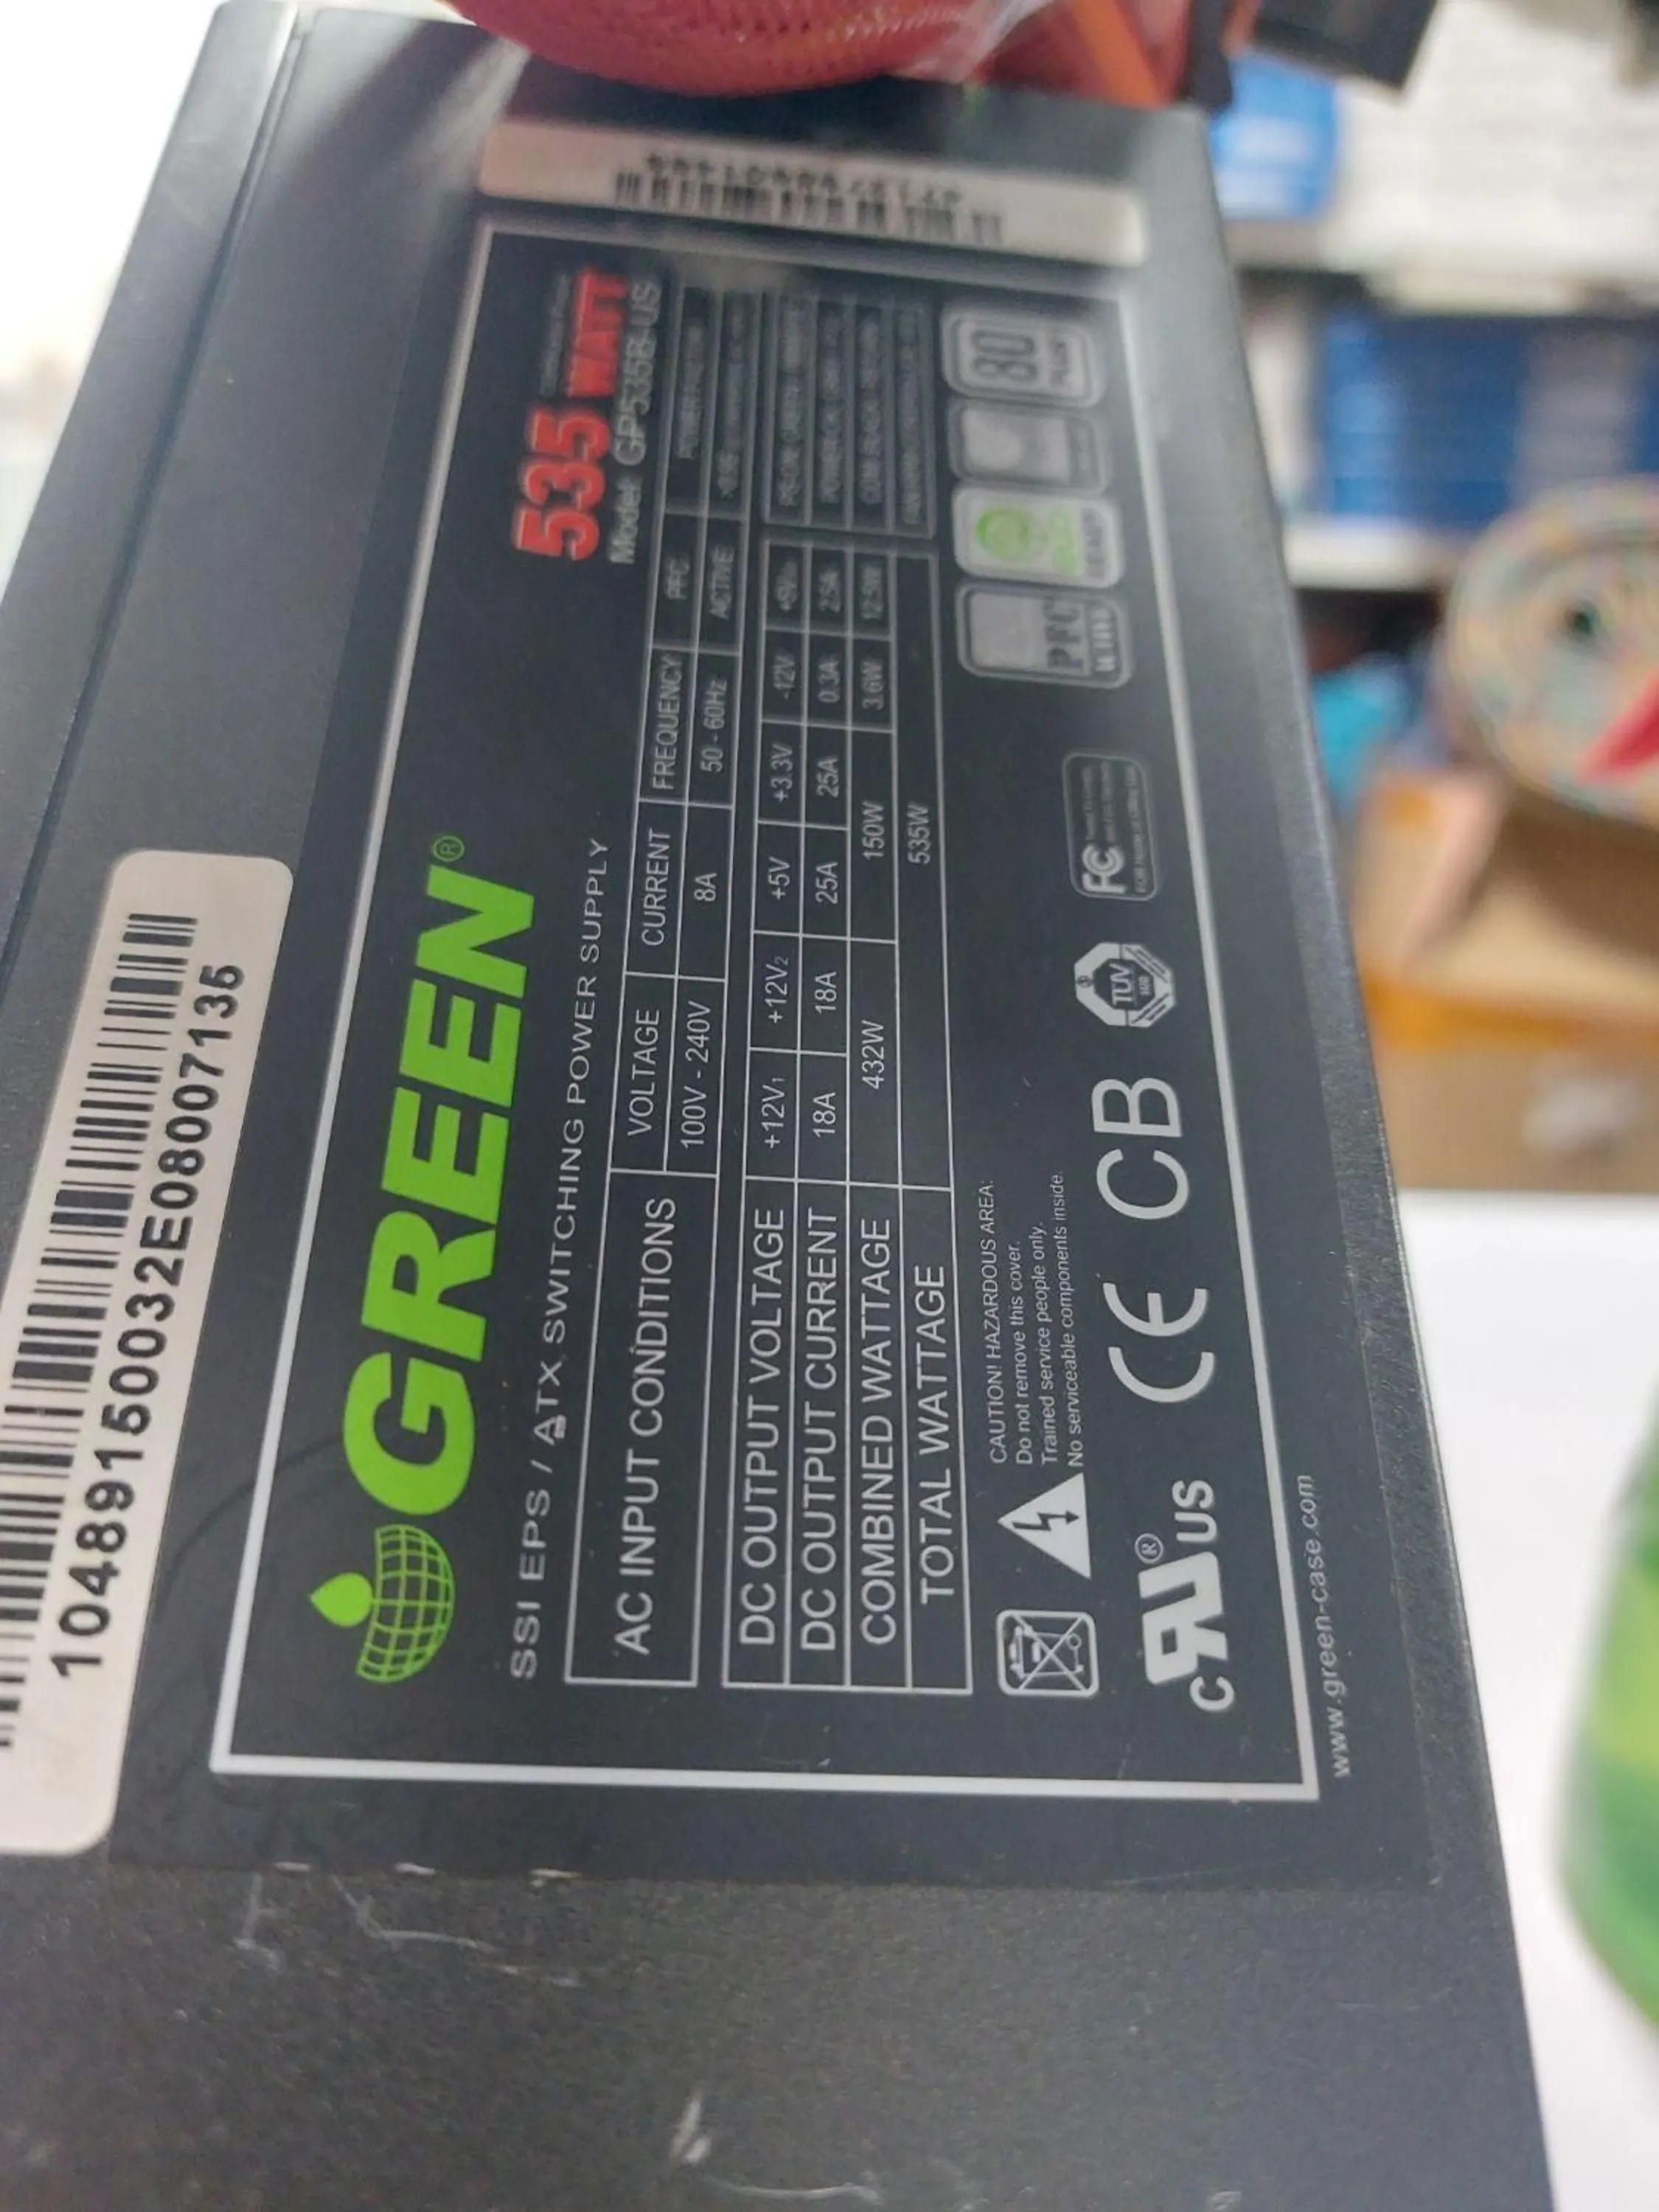 10489150032E08007135
GREEN®
535 WATT
SSI EPS / ATX SWITCHING POWER SUPPLY
Model: GP535B-US
AC INPUT CONDITIONS VOLTAGE CURRENT FREQUENCY PFC
100V - 240V 8A 50 - 60Hz ACTIVE
DC OUTPUT VOLTAGE +12V1 +12V2 +5V +3.3V -12V
DC OUTPUT CURRENT 18A 18A 25A 25A 0.3A 2.5A
COMBINED WATTAGE 432W 150W 3.6W 12.5W
TOTAL WATTAGE 535W
CAUTION! HAZARDOUS AREA:
Do not remove this cover.
Trained service people only.
No serviceable components inside.
PFC
80
PLUS
c RU® US CE CB TUV FC
www.green-case.com